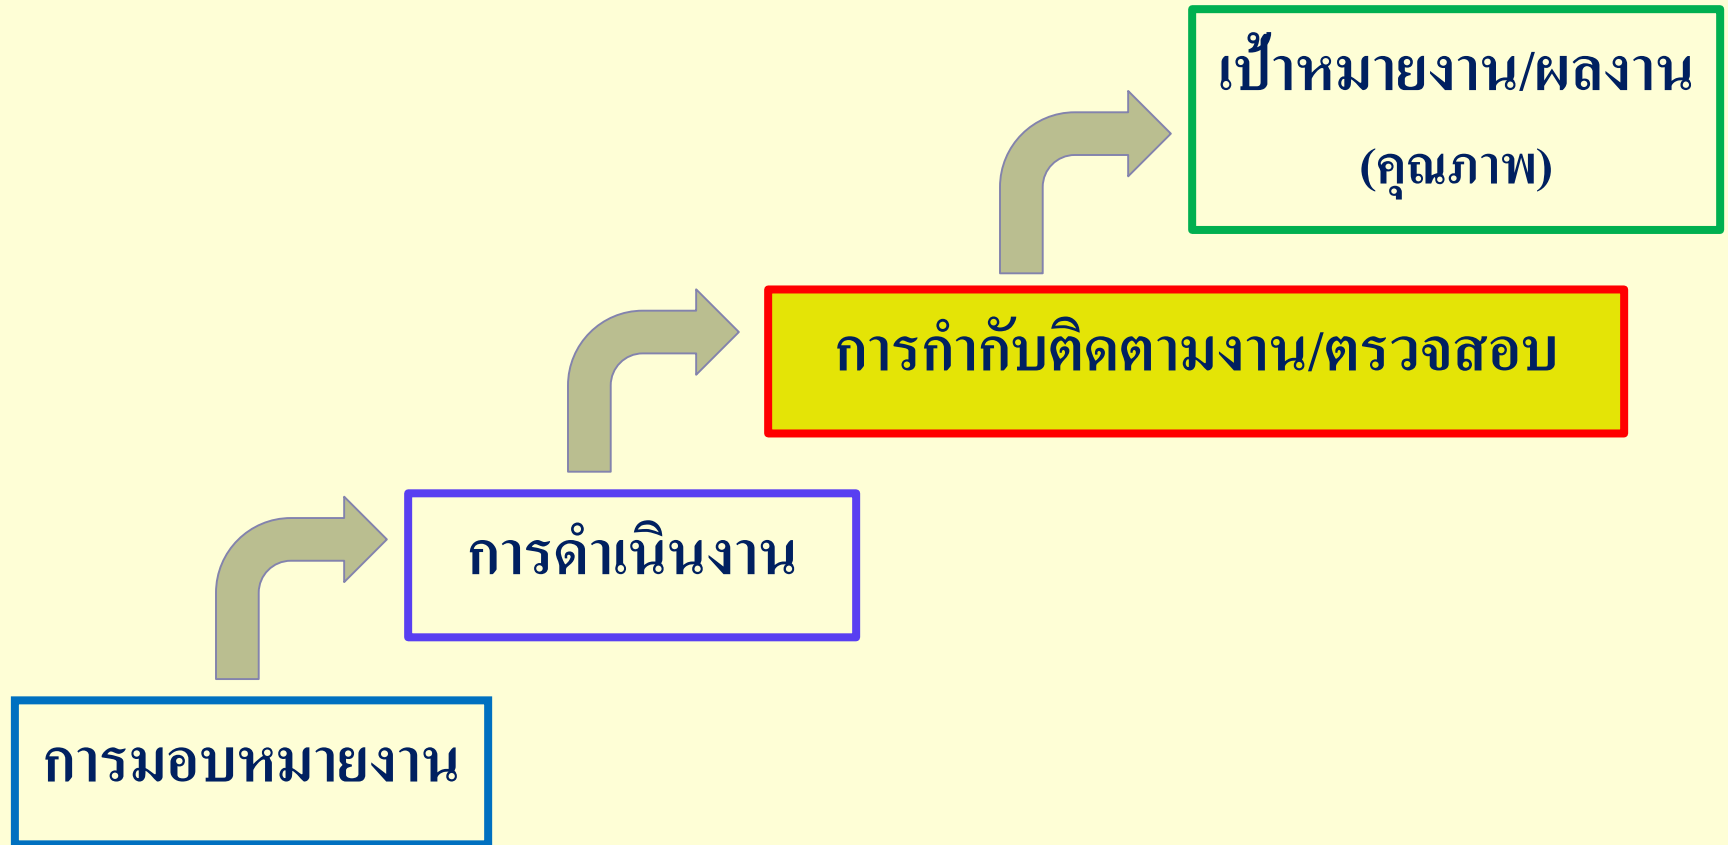 เป้าหมายงาน/ผลงาน
(คุณภาพ)
การกำกับติดตามงาน/ตรวจสอบ
การดำเนินงาน
การมอบหมายงาน